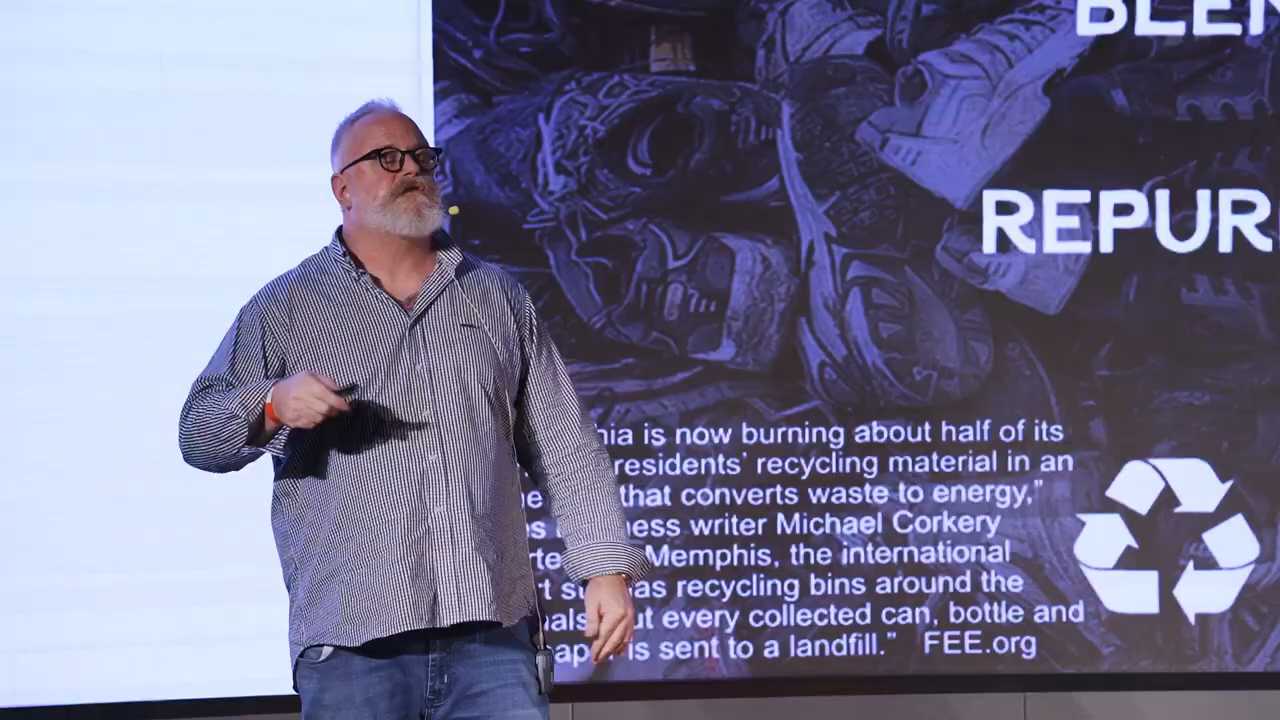 BLEN
REPUR
hia is now burning about half of its
residents' recycling material in an
that converts waste to energy,"
ness writer Michael Corkery
Memphis, the international
as recycling bins around the
ut every collected can, bottle and
is sent to a landfill." FEE.org